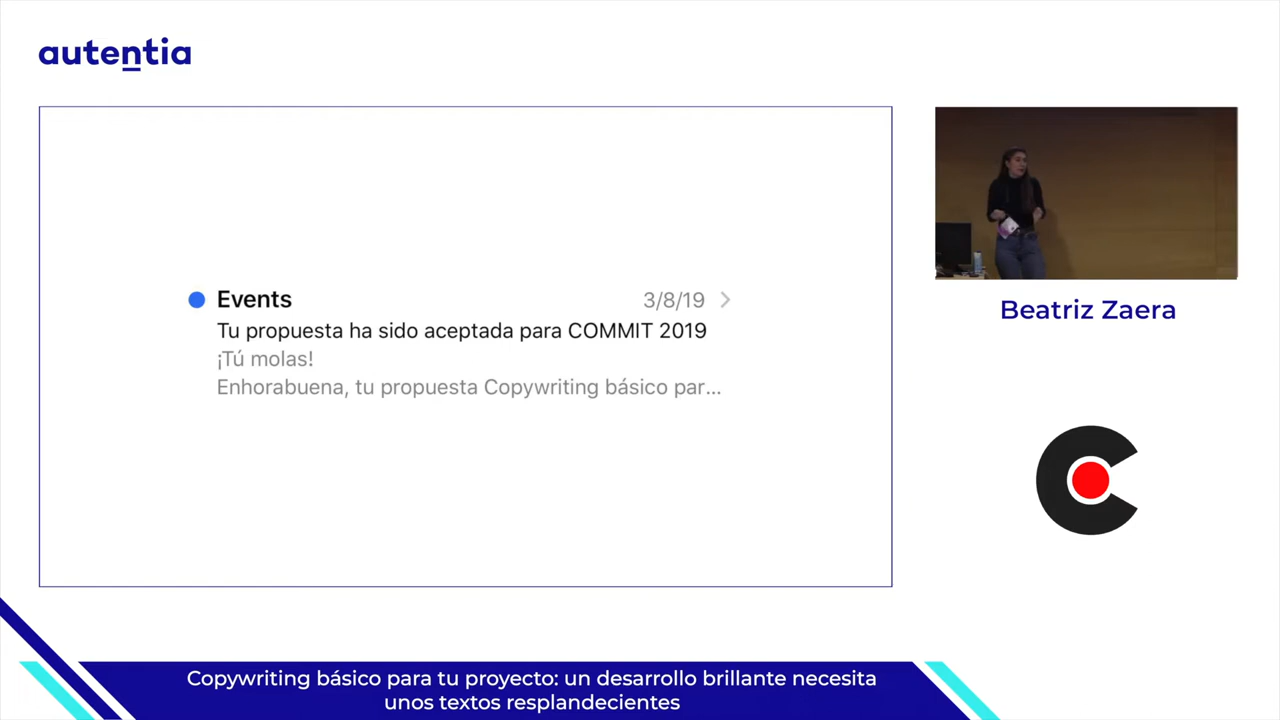 autentia
Events 3/8/19
Tu propuesta ha sido aceptada para COMMIT 2019
¡Tú molas!
Enhorabuena, tu propuesta Copywriting básico par...
Beatriz Zaera
Copywriting básico para tu proyecto: un desarrollo brillante necesita
unos textos resplandecientes